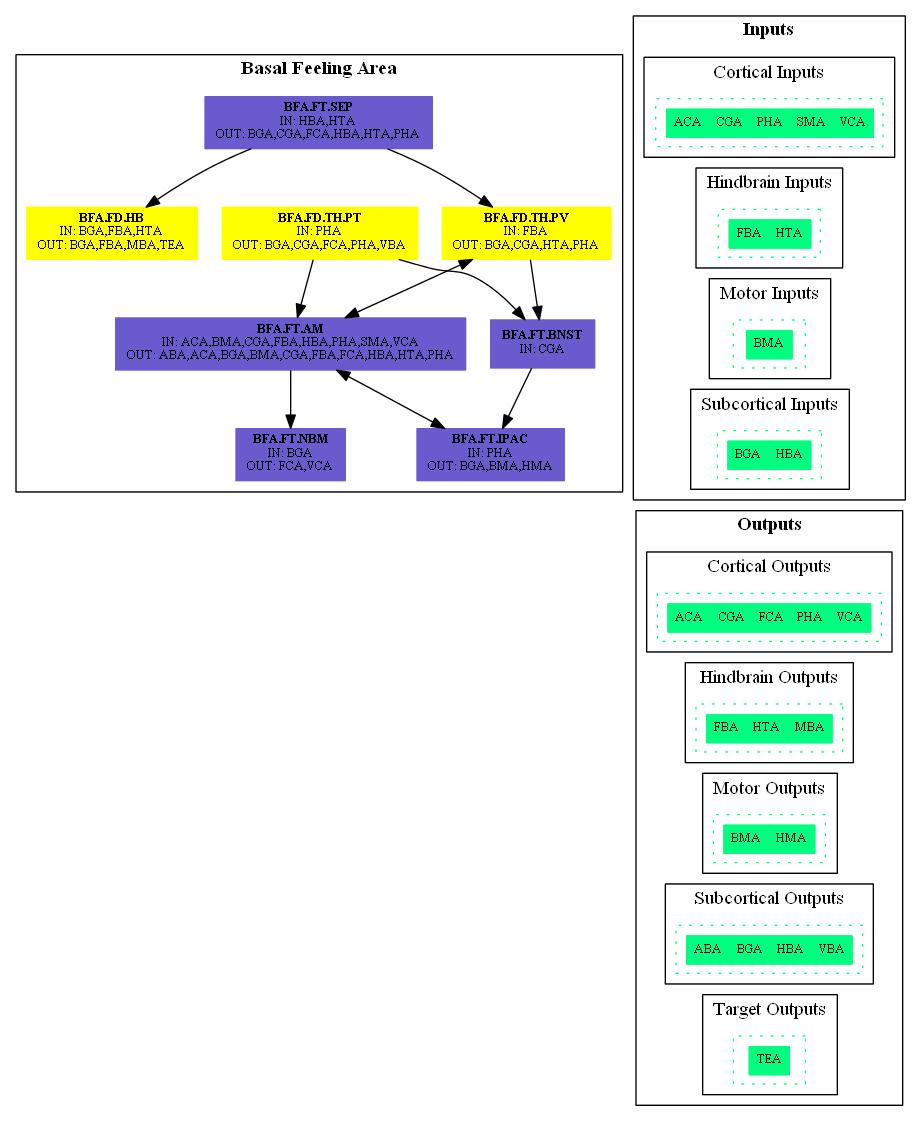 Basal Feeling Area
BFA.FT.SEP
IN: HBA,HTA
OUT: BGA,CGA,FCA,HBA,HTA,PHA
BFA.FD.HB
IN: BGA,FBA,HTA
OUT: BGA,FBA,MBA,TEA
BFA.FD.TH.PT
IN: PHA
OUT: BGA,CGA,FCA,PHA,VBA
BFA.FD.TH.PV
IN: FBA
OUT: BGA,CGA,HTA,PHA
BFA.FT.AM
IN: ACA,BMA,CGA,FBA,HBA,PHA,SMA,VCA
OUT: ABA,ACA,BGA,BMA,CGA,FBA,FCA,HBA,HTA,PHA
BFA.FT.BNST
IN: CGA
BFA.FT.NBM
IN: BGA
OUT: FCA,VCA
BFA.FT.IPAC
IN: PHA
OUT: BGA,BMA,HMA
Inputs
Cortical Inputs
ACA CGA PHA SMA VCA
Hindbrain Inputs
FBA HTA
Motor Inputs
BMA
Subcortical Inputs
BGA HBA
Outputs
Cortical Outputs
ACA CGA FCA PHA VCA
Hindbrain Outputs
FBA HTA MBA
Motor Outputs
BMA HMA
Subcortical Outputs
ABA BGA HBA VBA
Target Outputs
TEA